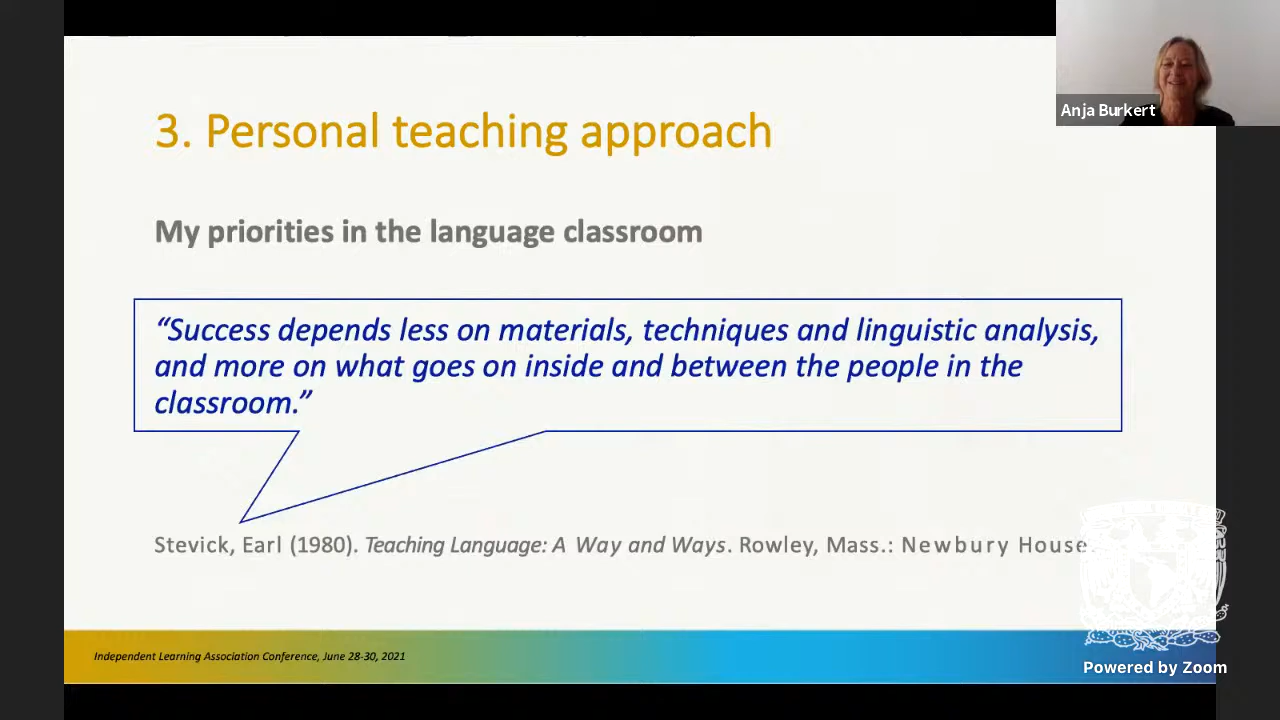 3. Personal teaching approach
Anja Burkert
My priorities in the language classroom
“Success depends less on materials, techniques and linguistic analysis,
and more on what goes on inside and between the people in the
classroom.”
Stevick, Earl (1980). Teaching Language: A Way and Ways. Rowley, Mass.: Newbury House.
Independent Learning Association Conference, June 28-30, 2021
Powered by Zoom